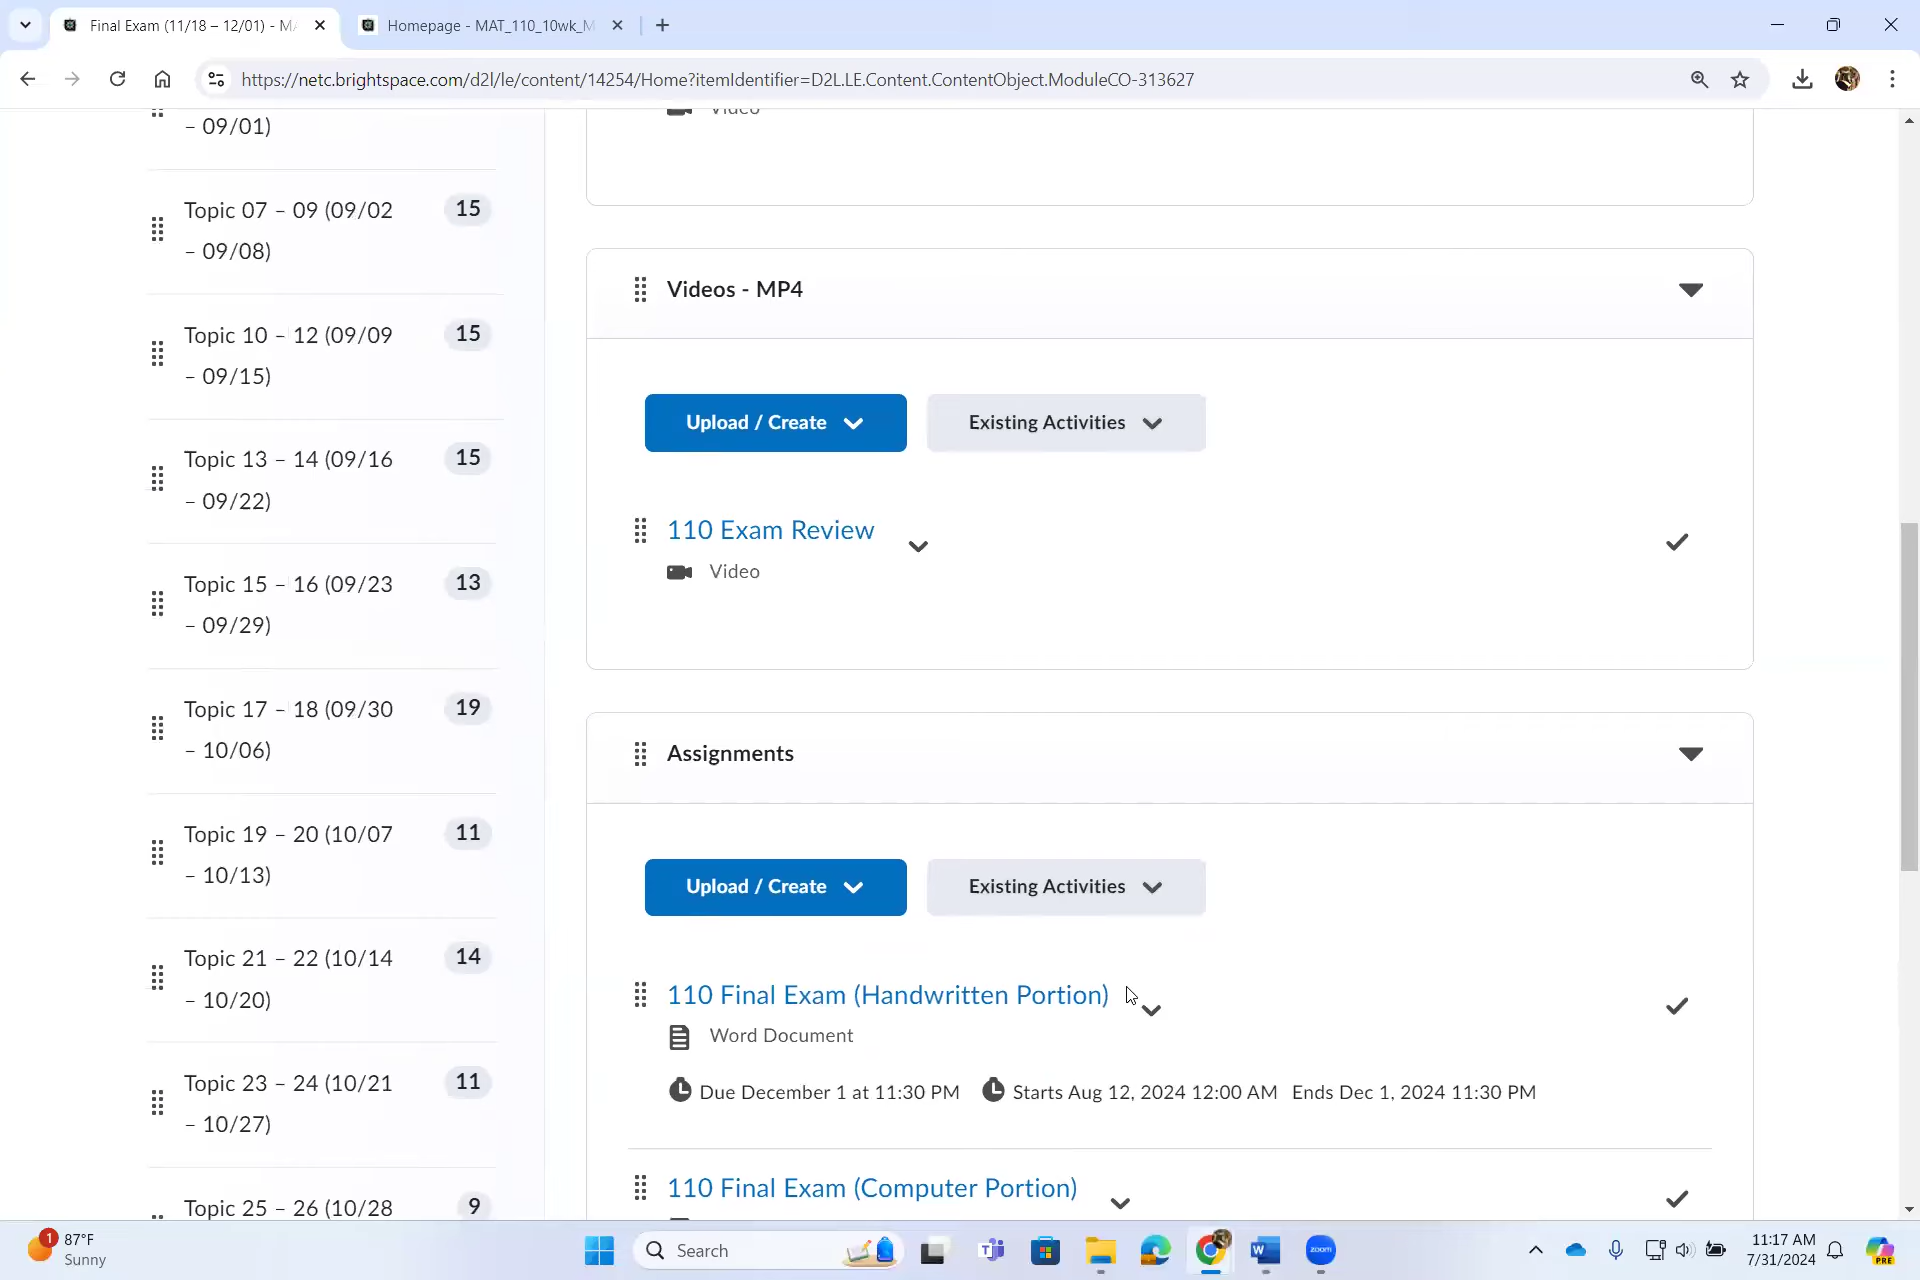 Final Exam (11/18 – 12/01) - MA
Homepage - MAT_110_10wk_M
https://netc.brightspace.com/d2l/le/content/14254/Home?itemIdentifier=D2L.LE.Content.ContentObject.ModuleCO-313627
– 09/01)
Topic 07 – 09 (09/02
– 09/08)
15
Topic 10 – 12 (09/09
– 09/15)
15
Topic 13 – 14 (09/16
– 09/22)
15
Topic 15 – 16 (09/23
– 09/29)
13
Topic 17 – 18 (09/30
– 10/06)
19
Topic 19 – 20 (10/07
– 10/13)
11
Topic 21 – 22 (10/14
– 10/20)
14
Topic 23 – 24 (10/21
– 10/27)
11
Topic 25 – 26 (10/28
9
Video
Videos - MP4
Upload / Create
Existing Activities
110 Exam Review
Video
Assignments
Upload / Create
Existing Activities
110 Final Exam (Handwritten Portion)
Word Document
Due December 1 at 11:30 PM Starts Aug 12, 2024 12:00 AM Ends Dec 1, 2024 11:30 PM
110 Final Exam (Computer Portion)
1
87°F
Sunny
Search
zoom
PRE
11:17 AM
7/31/2024